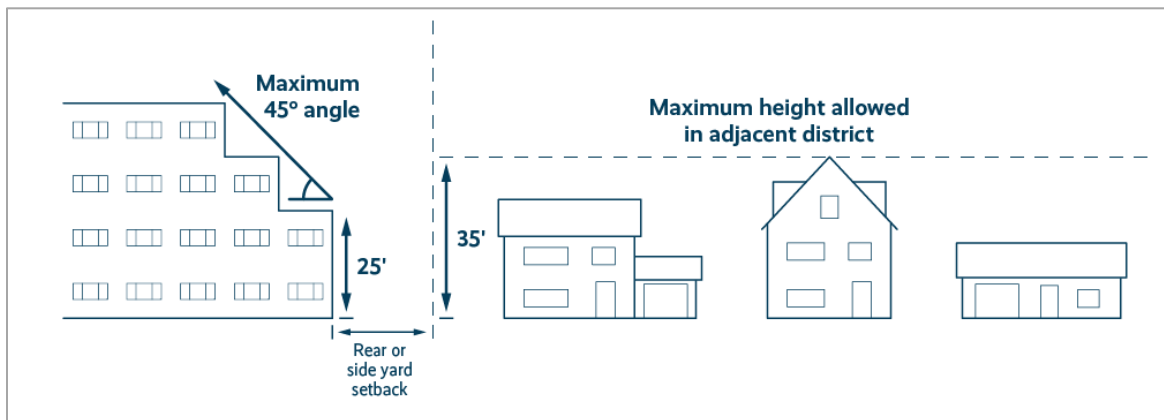 Maximum
45° angle
Maximum height allowed
in adjacent district
25'
35'
Rear or
side yard
setback